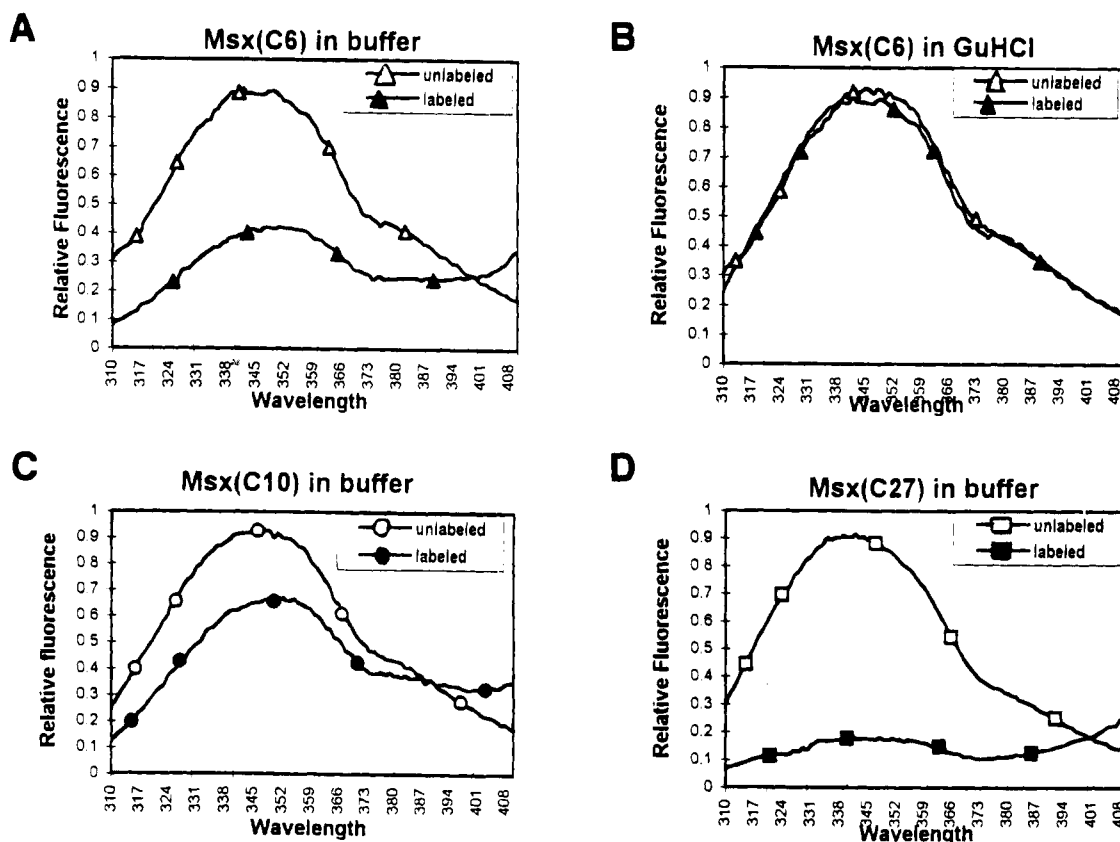 A
Msx(C6) in buffer
unlabeled
labeled
Relative Fluorescence
1
0.9
0.8
0.7
0.6
0.5
0.4
0.3
0.2
0.1
0
310 317 324 331 338 345 352 359 366 373 380 387 394 401 408
Wavelength
B
Msx(C6) in GuHCl
unlabeled
labeled
Relative Fluorescence
1
0.9
0.8
0.7
0.6
0.5
0.4
0.3
0.2
0.1
0
310 317 324 331 338 345 352 359 366 373 380 387 394 401 408
Wavelength
C
Msx(C10) in buffer
unlabeled
labeled
Relative fluorescence
1
0.9
0.8
0.7
0.6
0.5
0.4
0.3
0.2
0.1
0
310 317 324 331 338 345 352 359 366 373 380 387 394 401 408
Wavelength
D
Msx(C27) in buffer
unlabeled
labeled
Relative Fluorescence
1
0.9
0.8
0.7
0.6
0.5
0.4
0.3
0.2
0.1
0
310 317 324 331 338 345 352 359 366 373 380 387 394 401 408
Wavelength